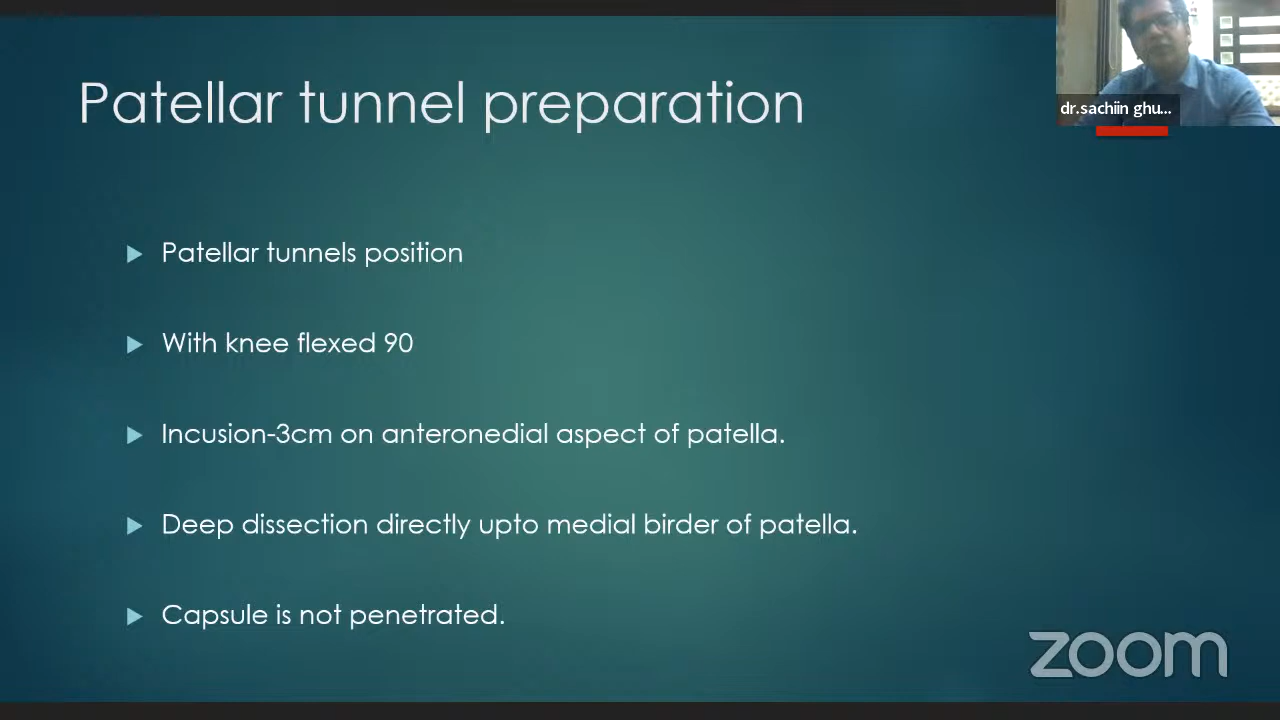 Patellar tunnel preparation
dr.sachiin ghu...
Patellar tunnels position
With knee flexed 90
Incusion-3cm on anteronedial aspect of patella.
Deep dissection directly upto medial birder of patella.
Capsule is not penetrated.
zoom